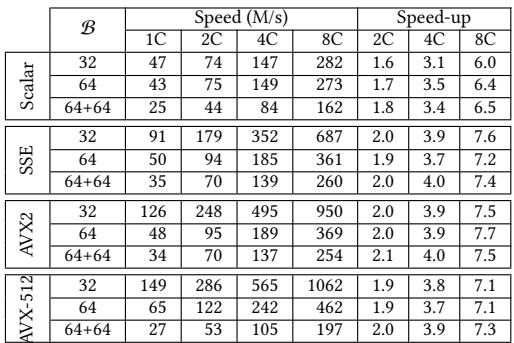 𝓑 Speed (M/s) Speed-up
1C 2C 4C 8C 2C 4C 8C
Scalar
32 47 74 147 282 1.6 3.1 6.0
64 43 75 149 273 1.7 3.5 6.4
64+64 25 44 84 162 1.8 3.4 6.5
SSE
32 91 179 352 687 2.0 3.9 7.6
64 50 94 185 361 1.9 3.7 7.2
64+64 35 70 139 260 2.0 4.0 7.4
AVX2
32 126 248 495 950 2.0 3.9 7.5
64 48 95 189 369 2.0 3.9 7.7
64+64 34 70 137 254 2.1 4.0 7.5
AVX-512
32 149 286 565 1062 1.9 3.8 7.1
64 65 122 242 462 1.9 3.7 7.1
64+64 27 53 105 197 2.0 3.9 7.3